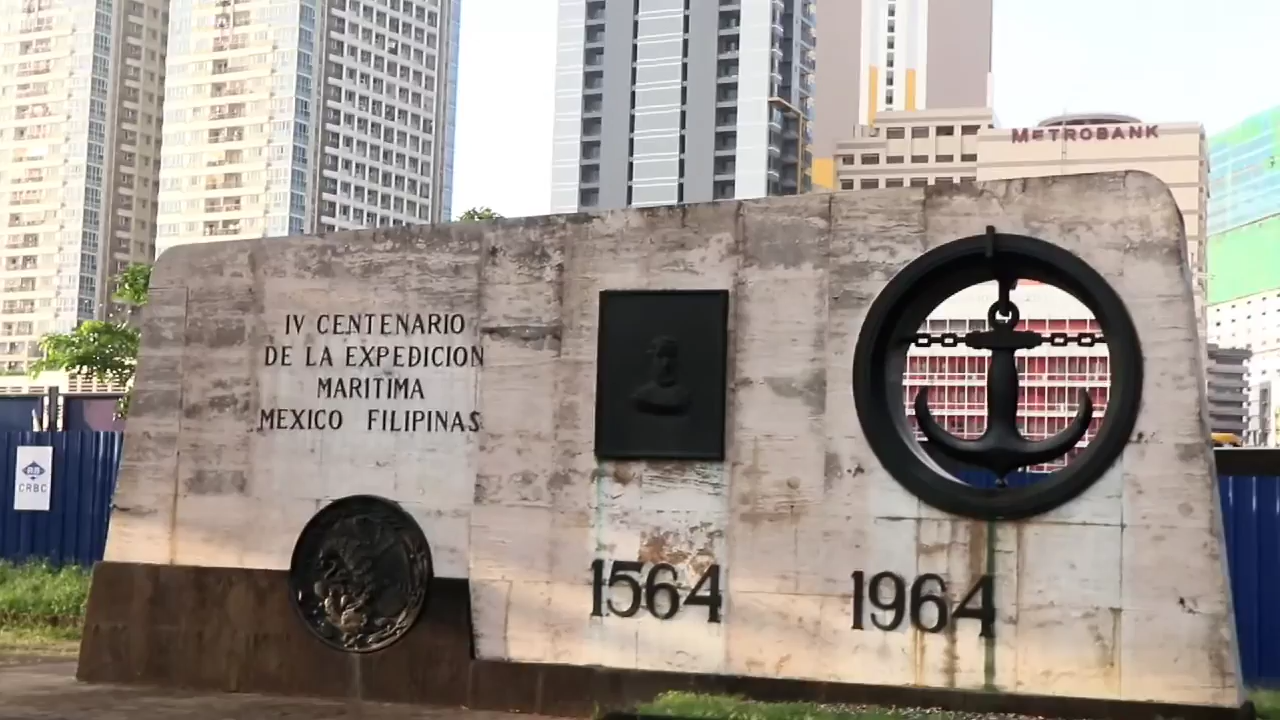 METROBANK
IV CENTENARIO
DE LA EXPEDICION
MARITIMA
MEXICO FILIPINAS
CRBC
1564
1964